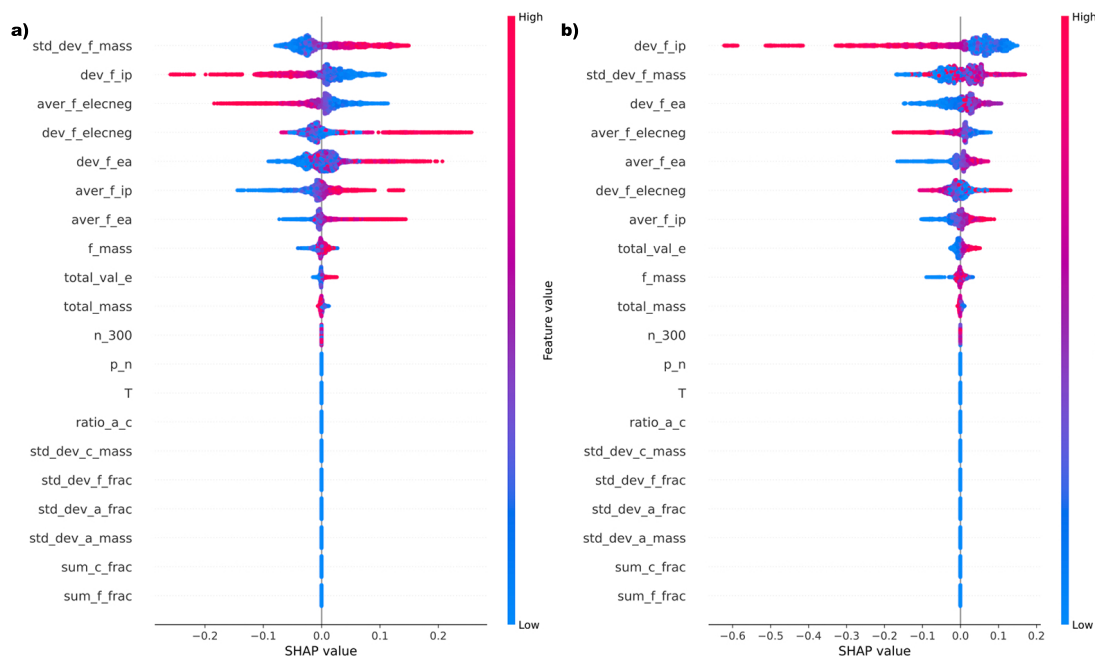 a)
High
std_dev_f_mass
dev_f_ip
aver_f_elecneg
dev_f_elecneg
dev_f_ea
aver_f_ip
aver_f_ea
f_mass
total_val_e
total_mass
n_300
p_n
T
ratio_a_c
std_dev_c_mass
std_dev_f_frac
std_dev_a_frac
std_dev_a_mass
sum_c_frac
sum_f_frac
Low
−0.2 −0.1 0.0 0.1 0.2
SHAP value
Feature value
b)
High
dev_f_ip
std_dev_f_mass
dev_f_ea
aver_f_elecneg
aver_f_ea
dev_f_elecneg
aver_f_ip
total_val_e
f_mass
total_mass
n_300
p_n
T
ratio_a_c
std_dev_c_mass
std_dev_f_frac
std_dev_a_frac
std_dev_a_mass
sum_c_frac
sum_f_frac
Low
−0.6 −0.5 −0.4 −0.3 −0.2 −0.1 0.0 0.1 0.2
SHAP value